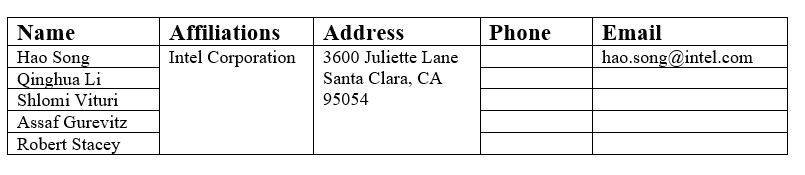 Name Affiliations Address Phone Email
Hao Song Intel Corporation 3600 Juliette Lane hao.song@intel.com
Qinghua Li Santa Clara, CA
Shlomi Vituri 95054
Assaf Gurevitz
Robert Stacey